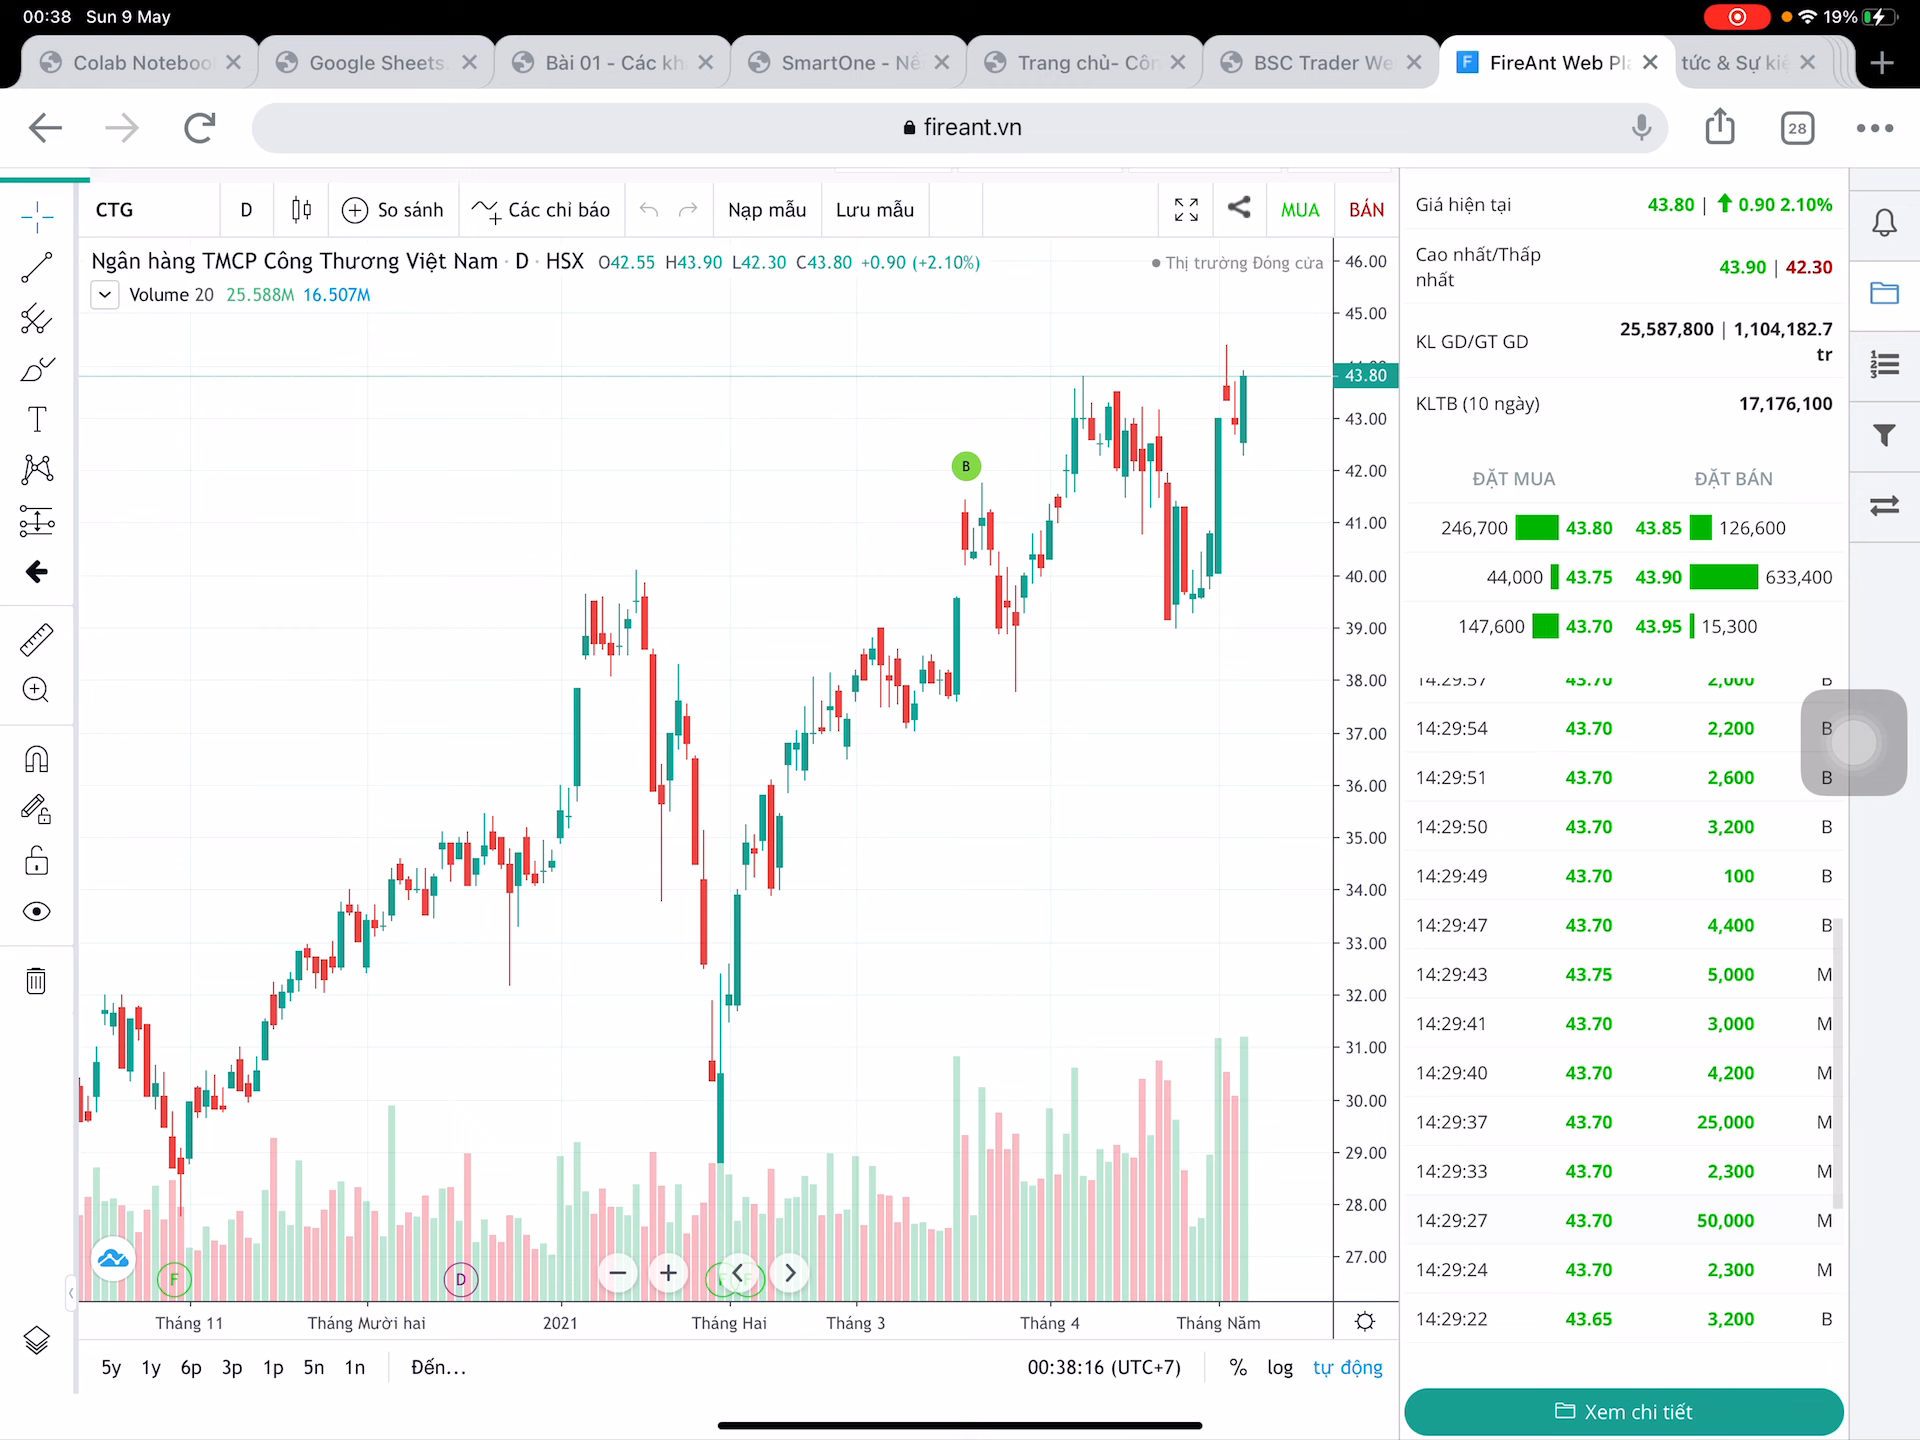 00:38 Sun 9 May
19%
Colab Noteboo
Google Sheets.
Bài 01 - Các kh
SmartOne - Nề
Trang chủ- Côn
BSC Trader We
FireAnt Web Pla
tức & Sự kiệ
fireant.vn
28
CTG
D
So sánh
Các chỉ báo
Nạp mẫu
Lưu mẫu
MUA
BÁN
Ngân hàng TMCP Công Thương Việt Nam · D · HSX O42.55 H43.90 L42.30 C43.80 +0.90 (+2.10%)
Thị trường Đóng cửa
Volume 20 25.588M 16.507M
46.00
45.00
43.80
43.00
42.00
41.00
40.00
39.00
38.00
37.00
36.00
35.00
34.00
33.00
32.00
31.00
30.00
29.00
28.00
27.00
B
F
D
F
Tháng 11
Tháng Mười hai
2021
Tháng Hai
Tháng 3
Tháng 4
Tháng Năm
5y 1y 6p 3p 1p 5n 1n
Đến...
00:38:16 (UTC+7)
% log tự động
Giá hiện tại 43.80 | 0.90 2.10%
Cao nhất/Thấp
nhất
43.90 | 42.30
KL GD/GT GD
25,587,800 | 1,104,182.7
tr
KLTB (10 ngày) 17,176,100
ĐẶT MUA ĐẶT BÁN
246,700 43.80 43.85 126,600
44,000 43.75 43.90 633,400
147,600 43.70 43.95 15,300
14:29:57 43.70 2,000 B
14:29:54 43.70 2,200 B
14:29:51 43.70 2,600 B
14:29:50 43.70 3,200 B
14:29:49 43.70 100 B
14:29:47 43.70 4,400 B
14:29:43 43.75 5,000 M
14:29:41 43.70 3,000 M
14:29:40 43.70 4,200 M
14:29:37 43.70 25,000 M
14:29:33 43.70 2,300 M
14:29:27 43.70 50,000 M
14:29:24 43.70 2,300 M
14:29:22 43.65 3,200 B
Xem chi tiết